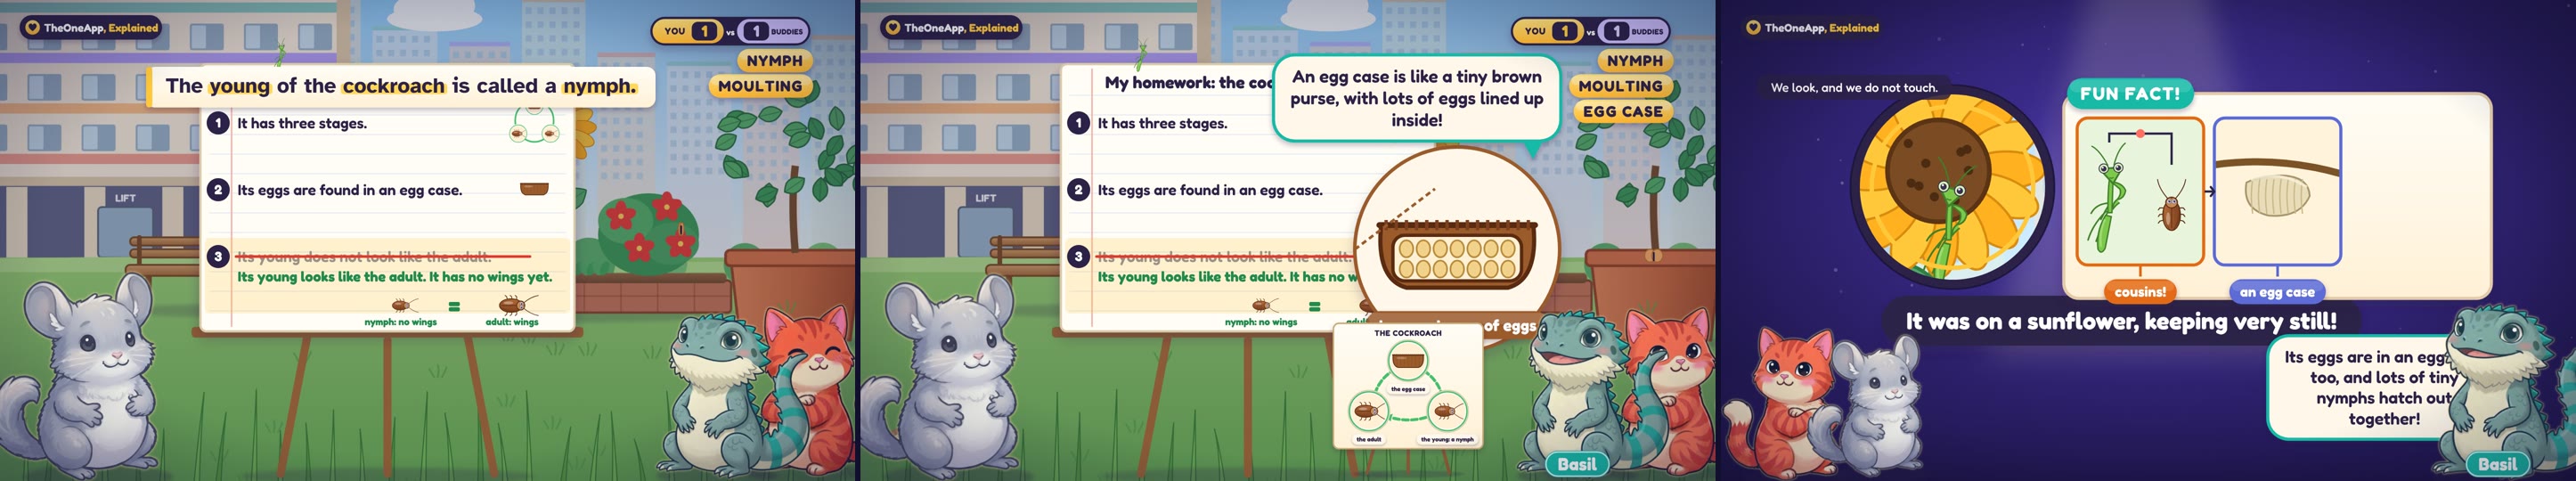 TheOneApp, Explained
YOU 1 vs 1 BUDDIES
NYMPH
MOULTING
The young of the cockroach is called a nymph.
1 It has three stages.
2 Its eggs are found in an egg case.
LIFT
3 Its young does not look like the adult.
Its young looks like the adult. It has no wings yet.
=
nymph: no wings
adult: wings
TheOneApp, Explained
YOU 1 vs 1 BUDDIES
NYMPH
MOULTING
EGG CASE
My homework: the coc
An egg case is like a tiny brown
purse, with lots of eggs lined up
inside!
1 It has three stages.
2 Its eggs are found in an egg case.
LIFT
3 Its young does not look like the adult.
Its young looks like the adult. It has no w
=
nymph: no wings
of eggs
THE COCKROACH
the egg case
the adult
the young: a nymph
Basil
TheOneApp, Explained
We look, and we do not touch.
FUN FACT!
cousins!
an egg case
It was on a sunflower, keeping very still!
Its eggs are in an egg
too, and lots of tiny
nymphs hatch out
together!
Basil